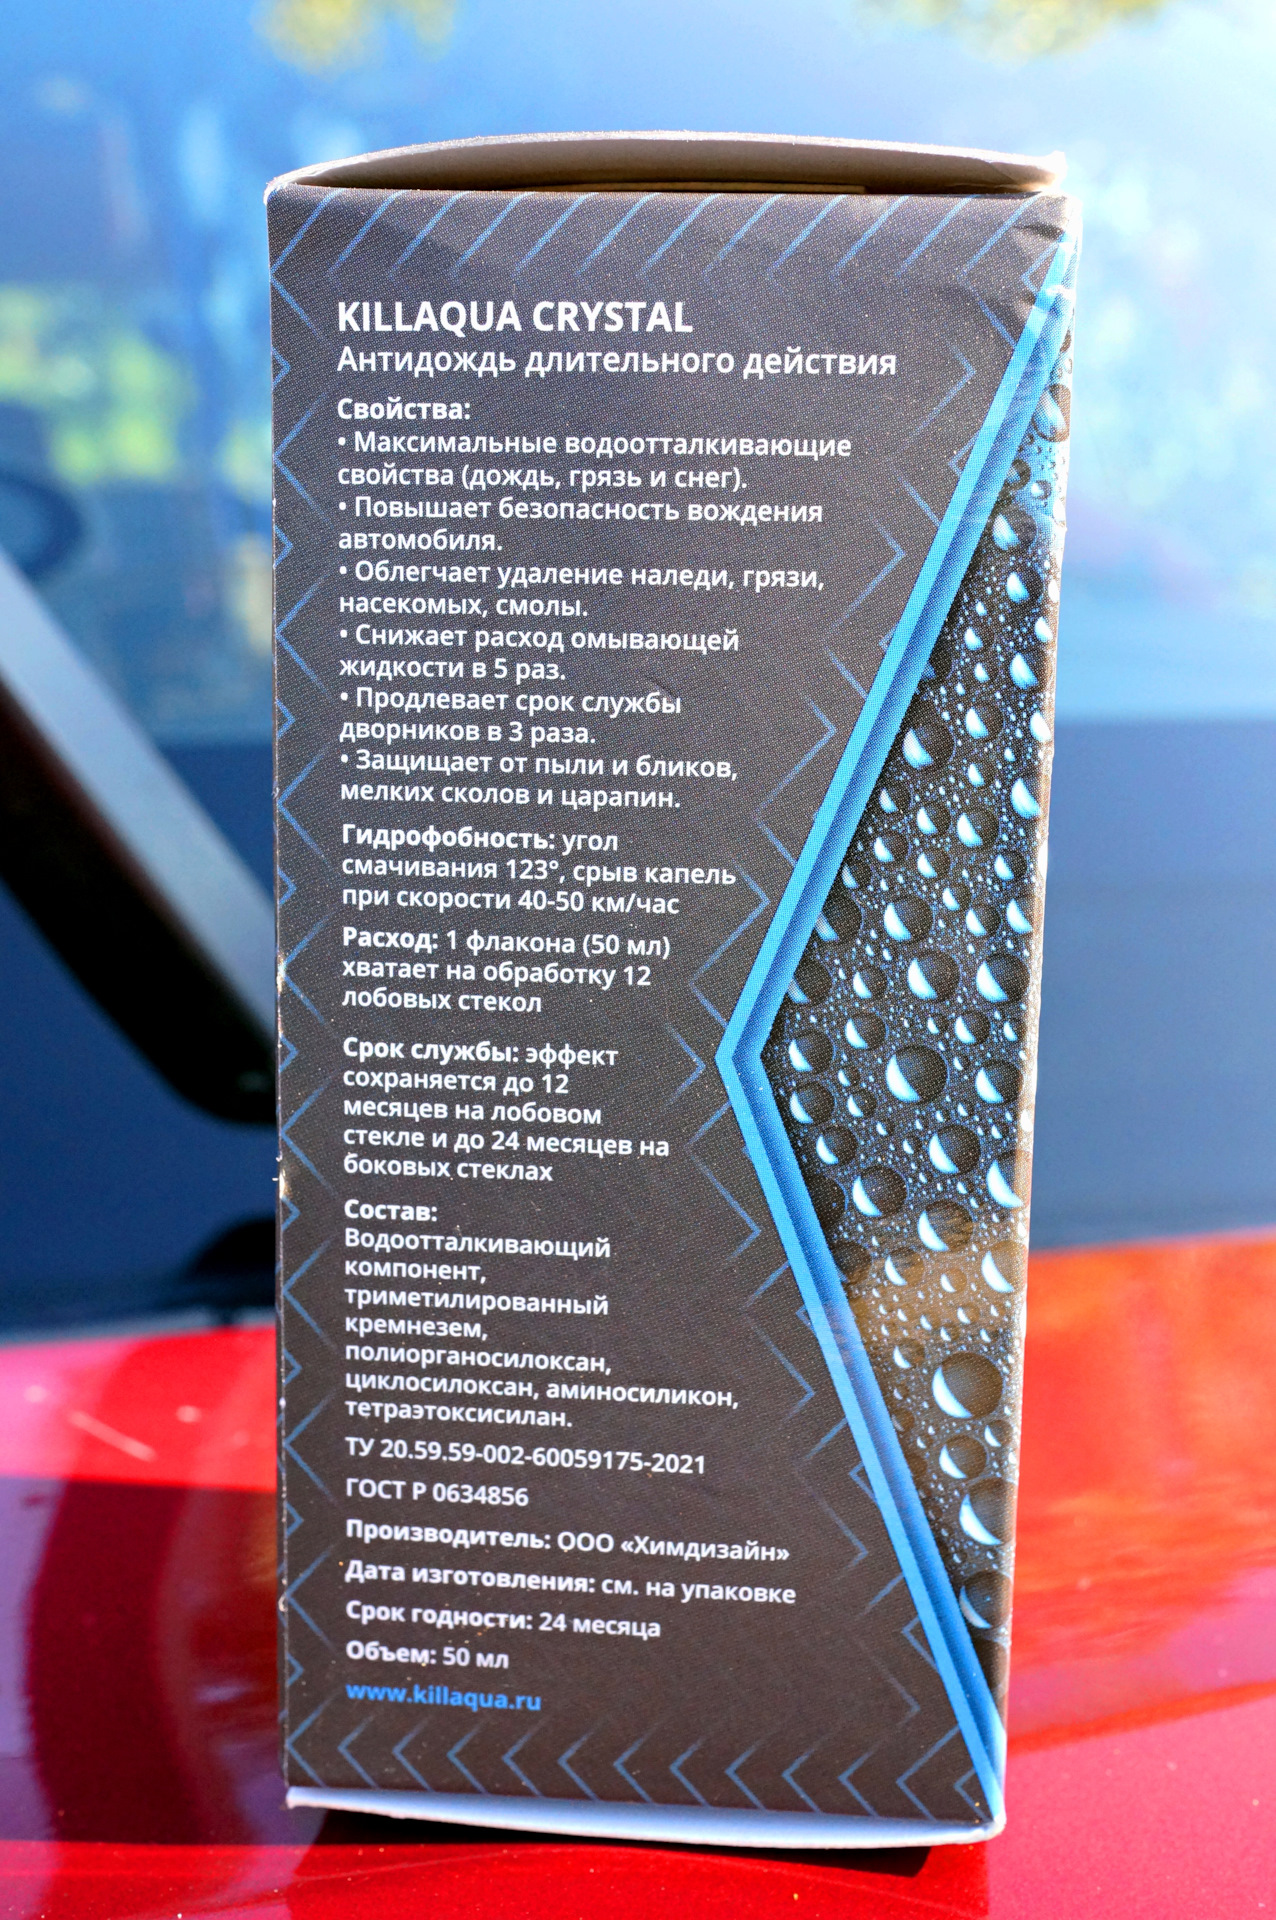 KILLAQUA CRYSTAL
Антидождь длительного действия
Свойства:
• Максимальные водоотталкивающие
свойства (дождь, грязь и снег).
• Повышает безопасность вождения
автомобиля.
• Облегчает удаление наледи, грязи,
насекомых, смолы.
• Снижает расход омывающей
жидкости в 5 раз.
• Продлевает срок службы
дворников в 3 раза.
• Защищает от пыли и бликов,
мелких сколов и царапин.
Гидрофобность: угол
смачивания 123°, срыв капель
при скорости 40-50 км/час
Расход: 1 флакона (50 мл)
хватает на обработку 12
лобовых стекол
Срок службы: эффект
сохраняется до 12
месяцев на лобовом
стекле и до 24 месяцев на
боковых стеклах
Состав:
Водоотталкивающий
компонент,
триметилированный
кремнезем,
полиорганосилоксан,
циклосилоксан, аминосиликон,
тетраэтоксисилан.
ТУ 20.59.59-002-60059175-2021
ГОСТ Р 0634856
Производитель: ООО «Химдизайн»
Дата изготовления: см. на упаковке
Срок годности: 24 месяца
Объем: 50 мл
www.killaqua.ru